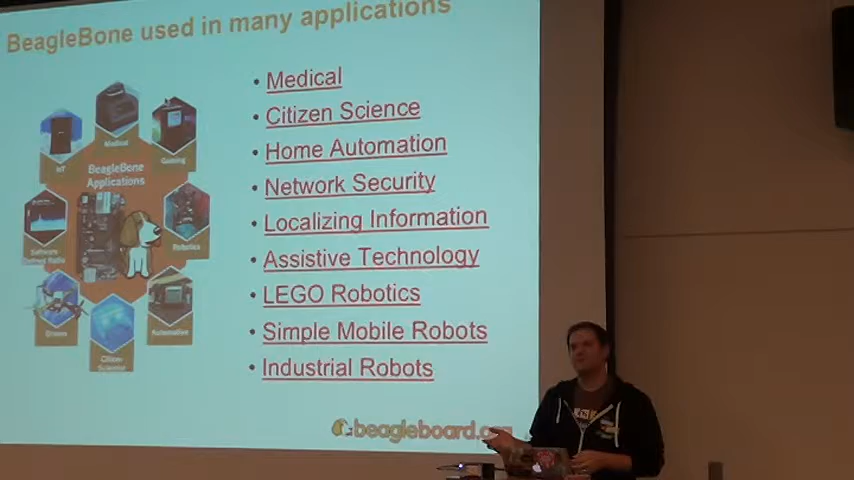 BeagleBone used in many applications
• Medical
• Citizen Science
• Home Automation
• Network Security
• Localizing Information
• Assistive Technology
• LEGO Robotics
• Simple Mobile Robots
• Industrial Robots
Medical
IoT
Gaming
BeagleBone
Applications
Robotics
Software
Defined Radio
Drones
Automotive
Citizen
Science
beagleboard.org